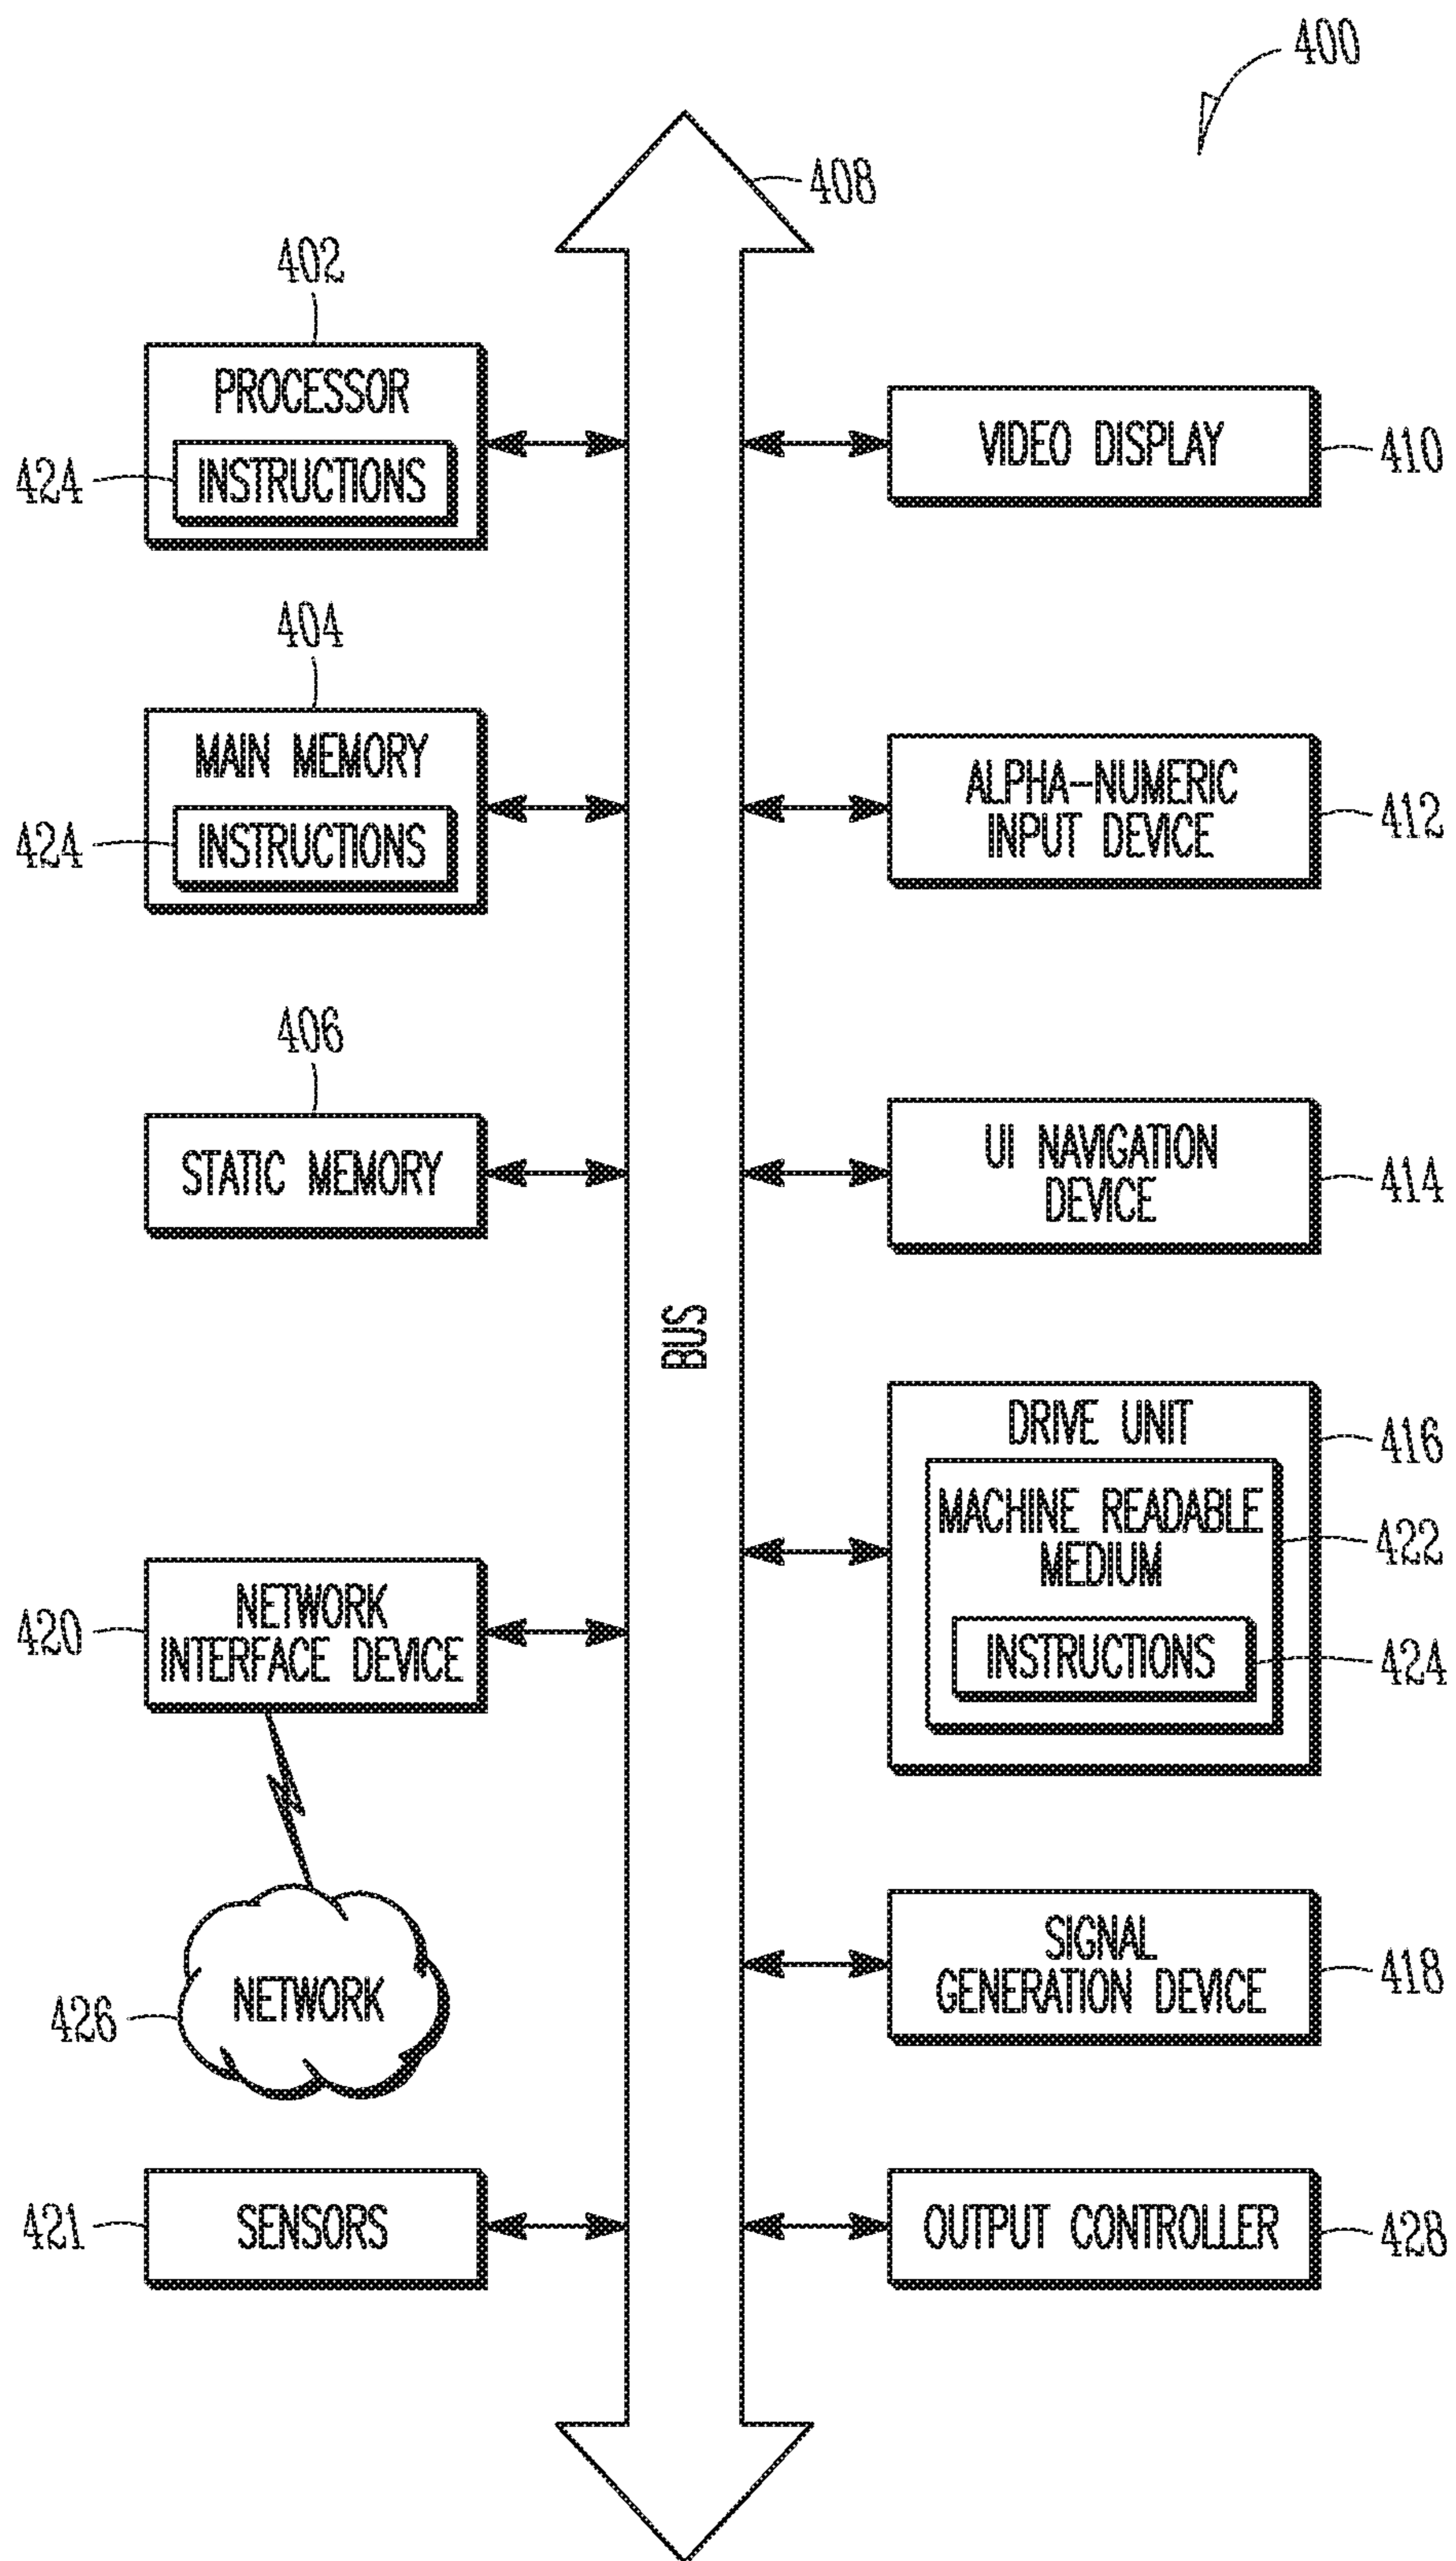 400
408
402
PROCESSOR
424
INSTRUCTIONS
404
MAIN MEMORY
424
INSTRUCTIONS
406
STATIC MEMORY
BUS
420
NETWORK
INTERFACE DEVICE
426
NETWORK
421
SENSORS
VIDEO DISPLAY
410
ALPHA-NUMERIC
INPUT DEVICE
412
UI NAVIGATION
DEVICE
414
DRIVE UNIT
416
MACHINE READABLE
MEDIUM
422
INSTRUCTIONS
424
SIGNAL
GENERATION DEVICE
418
OUTPUT CONTROLLER
428